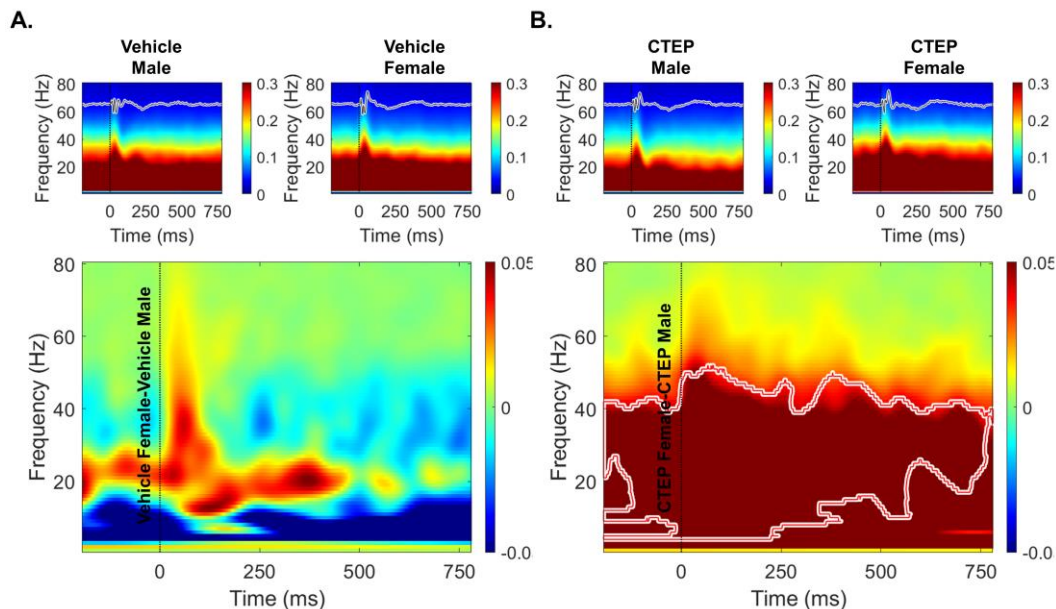 A.
Vehicle
Male
Vehicle
Female
B.
CTEP
Male
CTEP
Female
Frequency (Hz)
80
60
40
20
0.3
0.2
0.1
0
0 250 500 750
Time (ms)
Frequency (Hz)
80
60
40
20
0.3
0.2
0.1
0
0 250 500 750
Time (ms)
Frequency (Hz)
80
60
40
20
0.3
0.2
0.1
0
0 250 500 750
Time (ms)
Frequency (Hz)
80
60
40
20
0.3
0.2
0.1
0
0 250 500 750
Time (ms)
Frequency (Hz)
80
60
40
20
Vehicle Female-Vehicle Male
0.05
0
-0.0
0 250 500 750
Time (ms)
Frequency (Hz)
80
60
40
20
CTEP Female-CTEP Male
0.05
0
-0.0
0 250 500 750
Time (ms)